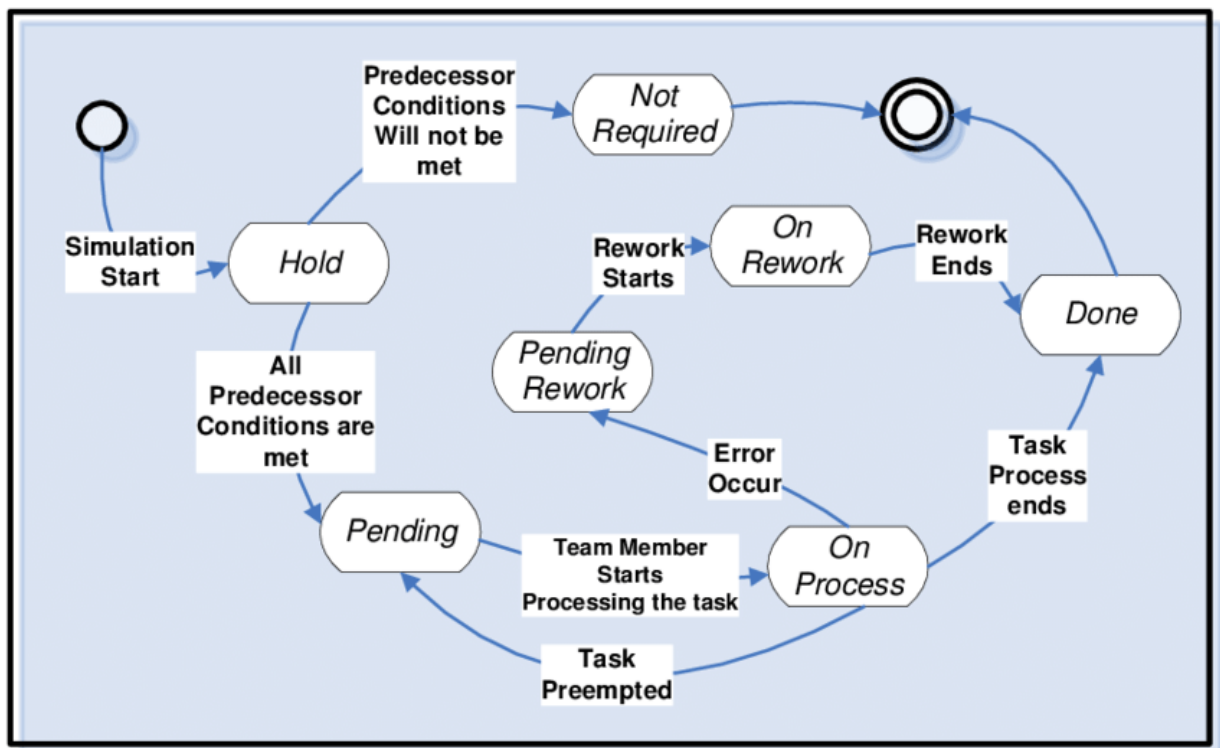 Predecessor
Conditions
Will not be
met
Not
Required
Simulation
Start
Hold
Rework
Starts
On
Rework
Rework
Ends
Done
All
Predecessor
Conditions are
met
Pending
Rework
Error
Occur
Task
Process
ends
Pending
Team Member
Starts
Processing the task
On
Process
Task
Preempted